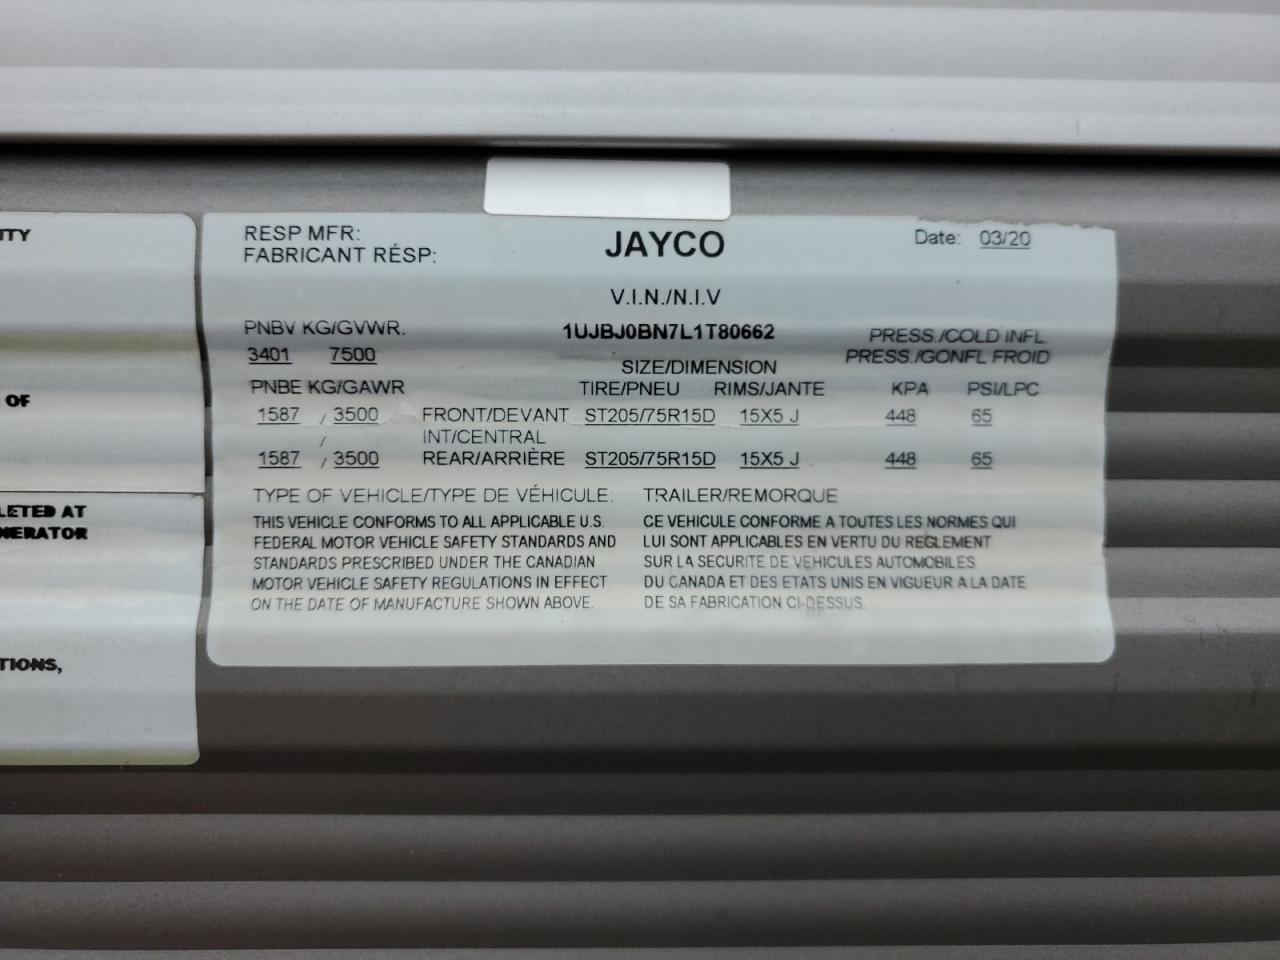 ITY
OF
LETED AT
NERATOR
TIONS,
RESP MFR:
FABRICANT RÉSP:
JAYCO
Date: 03/20
V.I.N./N.I.V
PNBV KG/GVWR.
1UJBJ0BN7L1T80662
PRESS./COLD INFL
3401 7500
PRESS./GONFL FROID
SIZE/DIMENSION
PNBE KG/GAWR TIRE/PNEU RIMS/JANTE KPA PSI/LPC
1587 / 3500 FRONT/DEVANT ST205/75R15D 15X5 J 448 65
/ INT/CENTRAL
1587 / 3500 REAR/ARRIÈRE ST205/75R15D 15X5 J 448 65
TYPE OF VEHICLE/TYPE DE VÉHICULE: TRAILER/REMORQUE
THIS VEHICLE CONFORMS TO ALL APPLICABLE U.S.
FEDERAL MOTOR VEHICLE SAFETY STANDARDS AND
STANDARDS PRESCRIBED UNDER THE CANADIAN
MOTOR VEHICLE SAFETY REGULATIONS IN EFFECT
ON THE DATE OF MANUFACTURE SHOWN ABOVE.
CE VEHICULE CONFORME A TOUTES LES NORMES QUI
LUI SONT APPLICABLES EN VERTU DU REGLEMENT
SUR LA SECURITE DE VEHICULES AUTOMOBILES
DU CANADA ET DES ETATS UNIS EN VIGUEUR A LA DATE
DE SA FABRICATION CI-DESSUS.